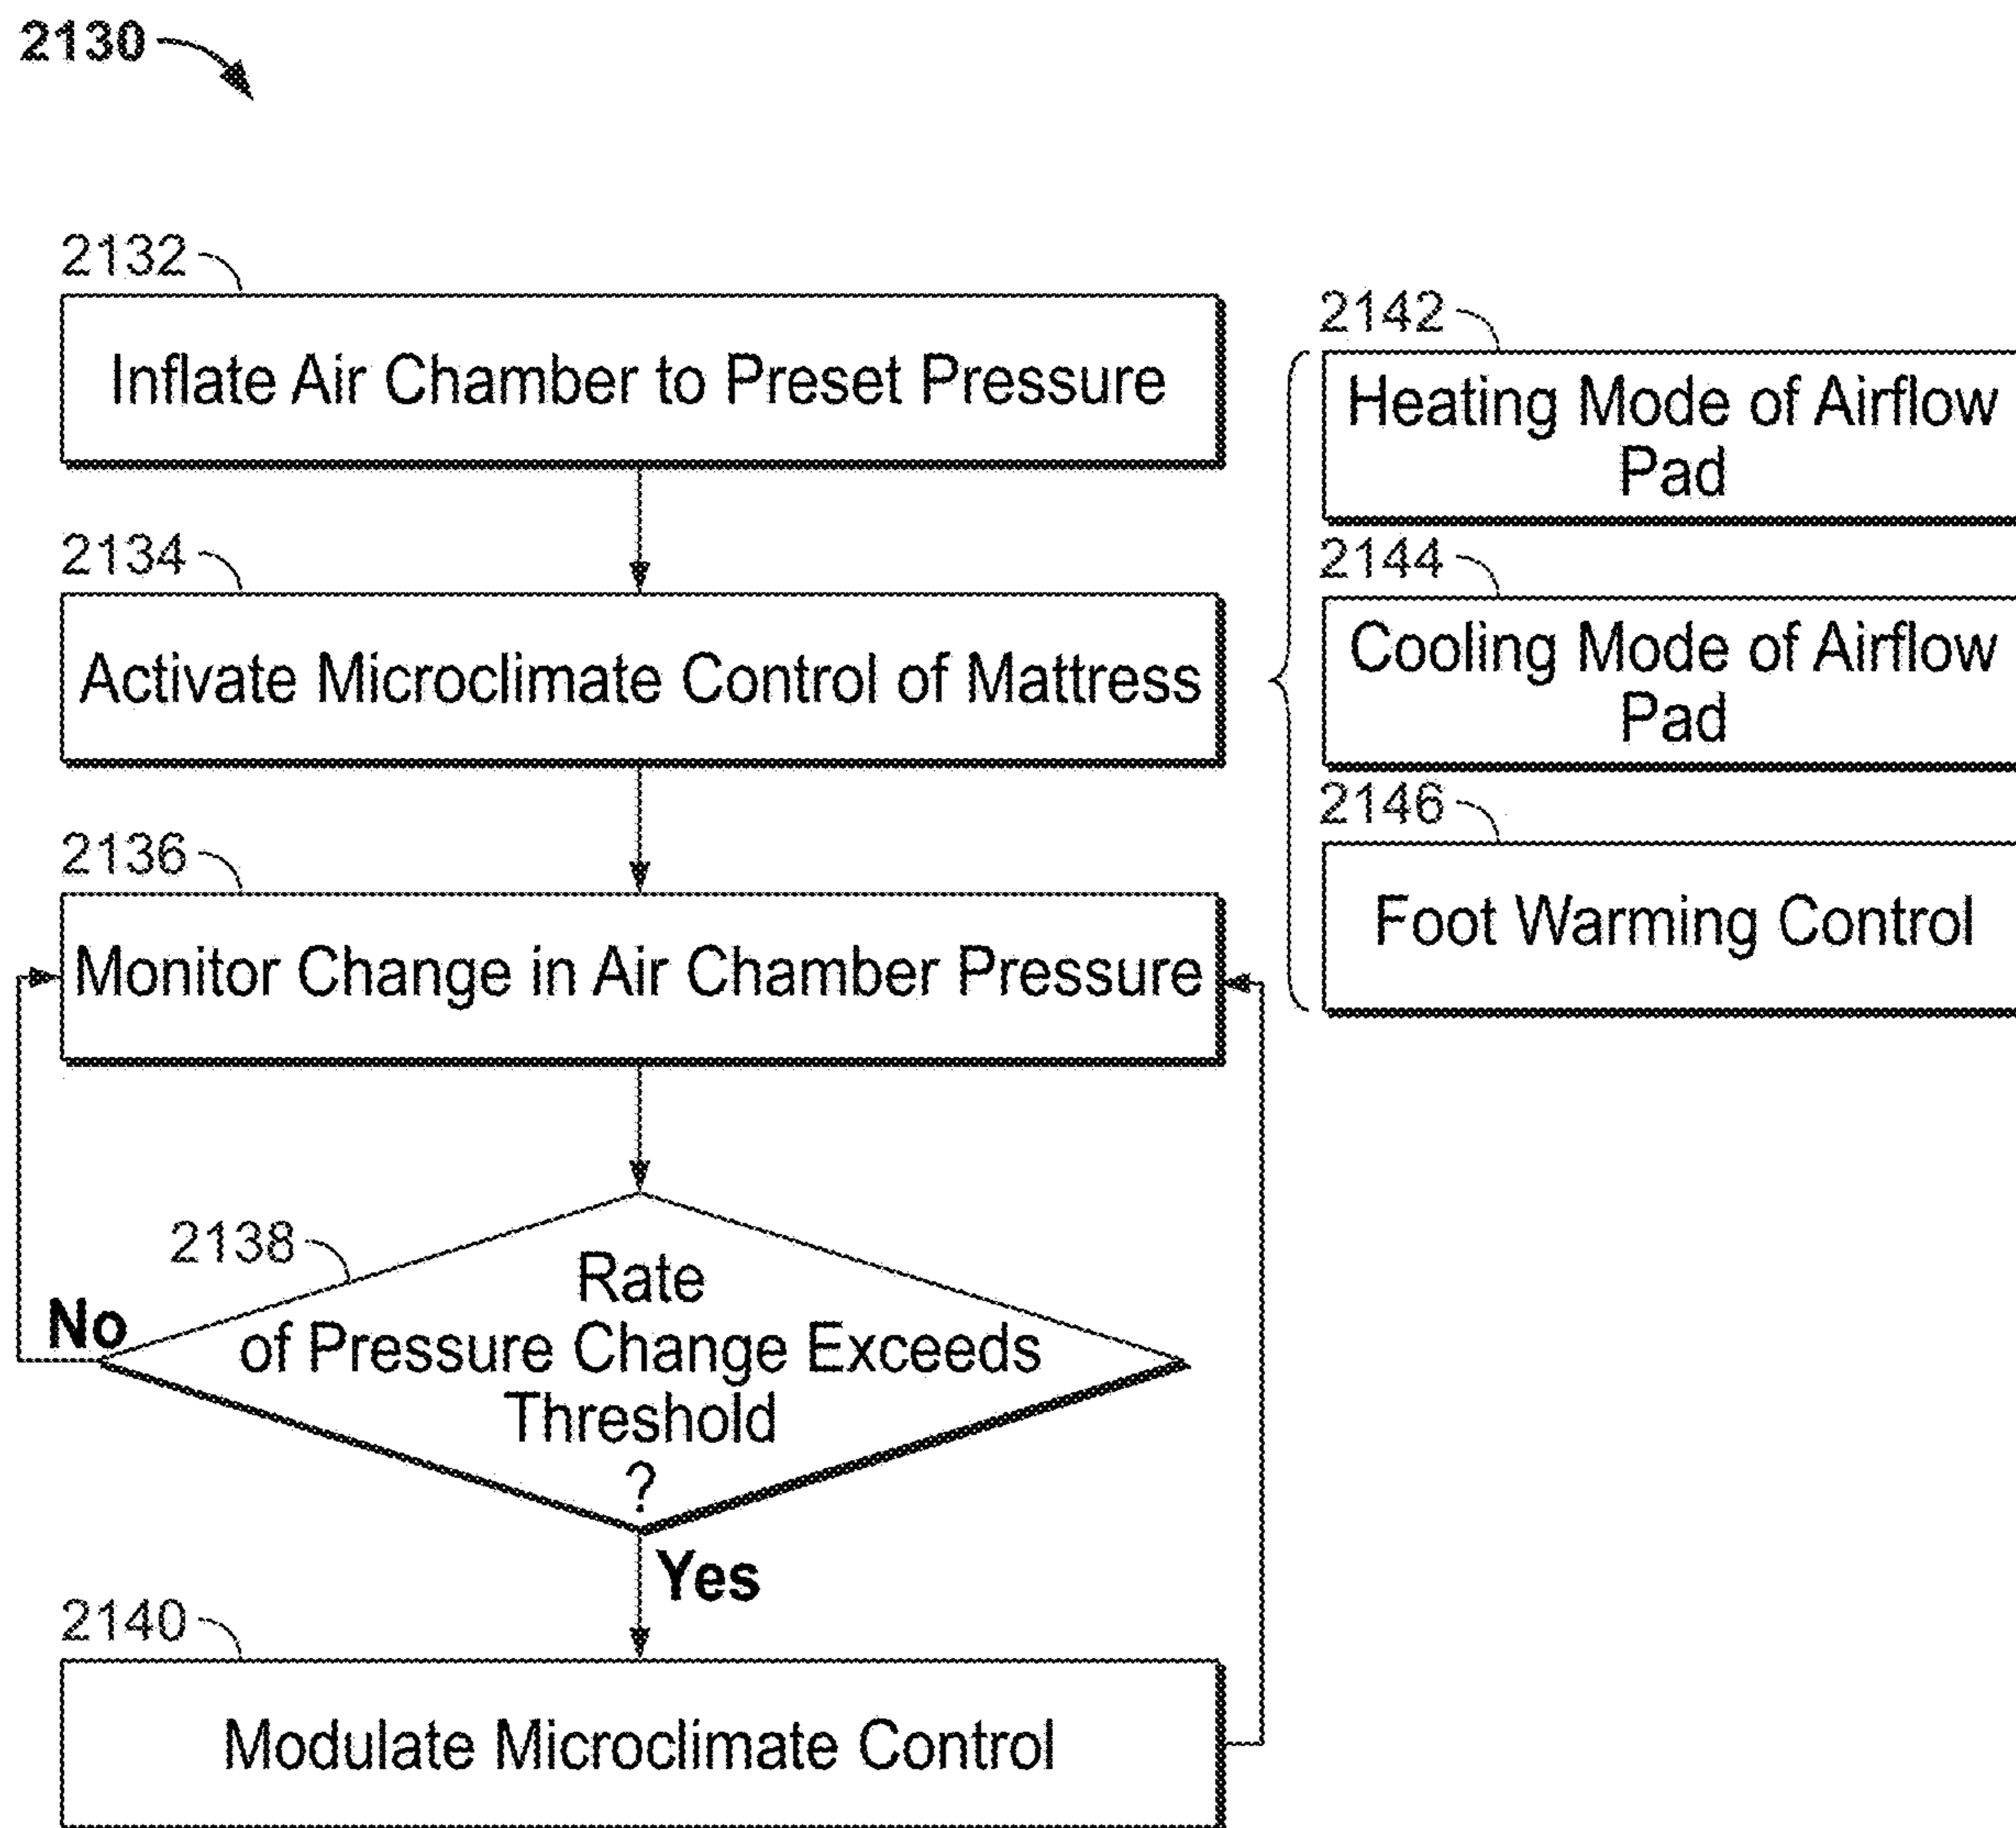 2130
2132
Inflate Air Chamber to Preset Pressure
2134
Activate Microclimate Control of Mattress
2136
Monitor Change in Air Chamber Pressure
2138
Rate
of Pressure Change Exceeds
Threshold
?
No
Yes
2140
Modulate Microclimate Control
2142
Heating Mode of Airflow
Pad
2144
Cooling Mode of Airflow
Pad
2146
Foot Warming Control